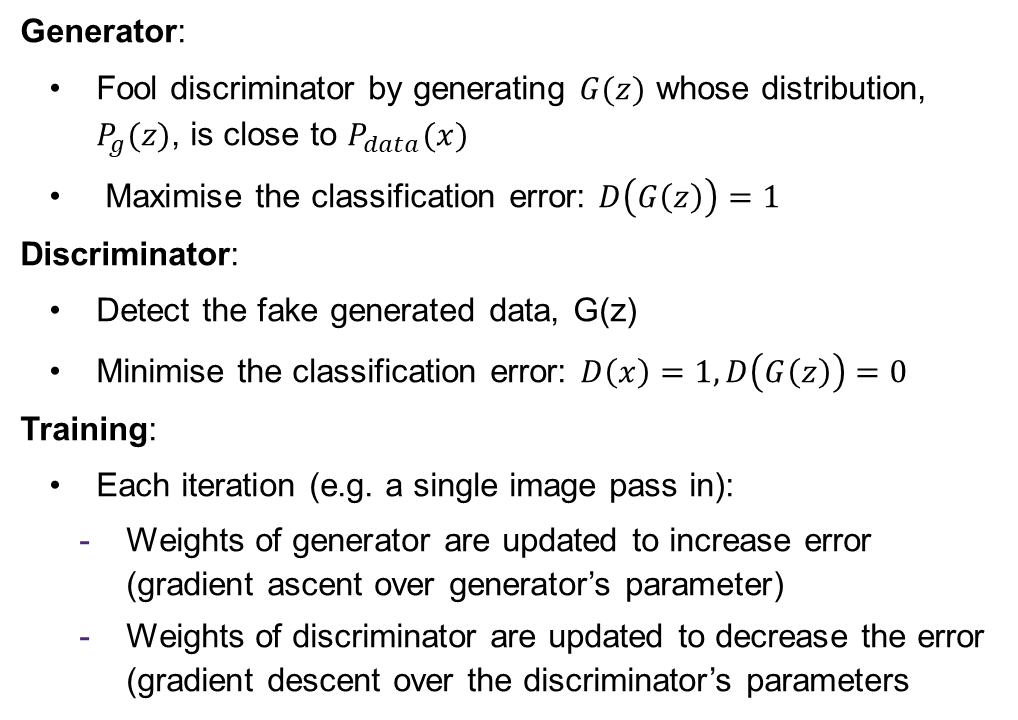 Generator:
• Fool discriminator by generating G(z) whose distribution,
P_g(z), is close to P_data(x)
• Maximise the classification error: D(G(z)) = 1
Discriminator:
• Detect the fake generated data, G(z)
• Minimise the classification error: D(x) = 1, D(G(z)) = 0
Training:
• Each iteration (e.g. a single image pass in):
- Weights of generator are updated to increase error
(gradient ascent over generator’s parameter)
- Weights of discriminator are updated to decrease the error
(gradient descent over the discriminator’s parameters